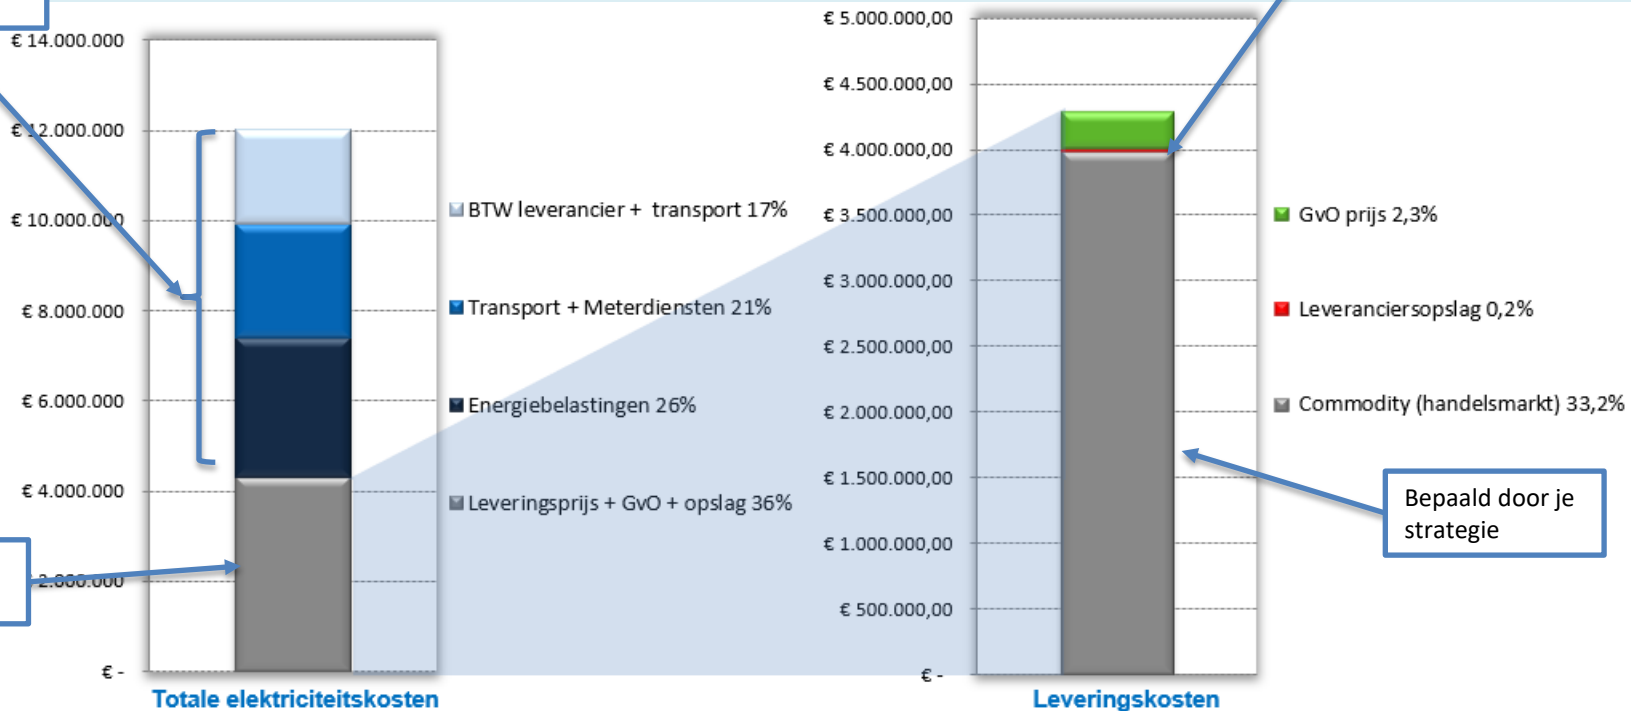 € 14.000.000
€ 12.000.000
€ 10.000.000
€ 8.000.000
€ 6.000.000
€ 4.000.000
€ 2.000.000
€ -
BTW leverancier + transport 17%
Transport + Meterdiensten 21%
Energiebelastingen 26%
Leveringsprijs + GvO + opslag 36%
Totale elektriciteitskosten
€ 5.000.000,00
€ 4.500.000,00
€ 4.000.000,00
€ 3.500.000,00
€ 3.000.000,00
€ 2.500.000,00
€ 2.000.000,00
€ 1.500.000,00
€ 1.000.000,00
€ 500.000,00
€ -
GvO prijs 2,3%
Leveranciersopslag 0,2%
Commodity (handelsmarkt) 33,2%
Bepaald door je
strategie
Leveringskosten